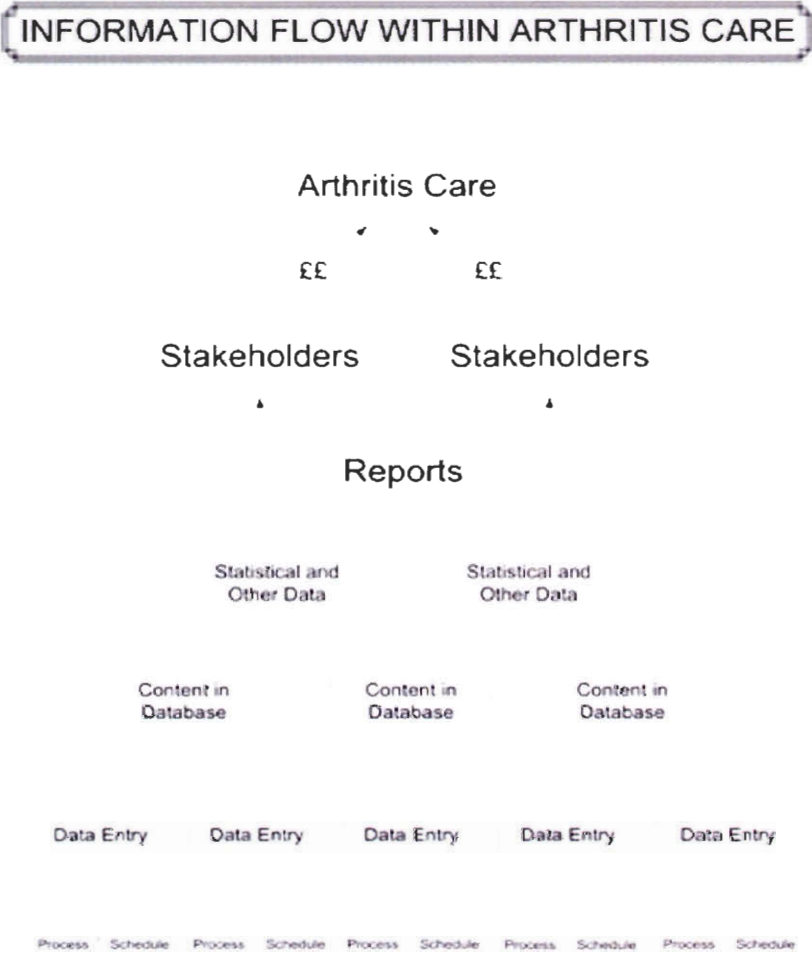 INFORMATION FLOW WITHIN ARTHRITIS CARE
Arthritis Care
££ ££
Stakeholders Stakeholders
Reports
Statistical and Statistical and
Other Data Other Data
Content in Content in Content in
Database Database Database
Data Entry Data Entry Data Entry Data Entry Data Entry
Process Schedule Process Schedule Process Schedule Process Schedule Process Schedule